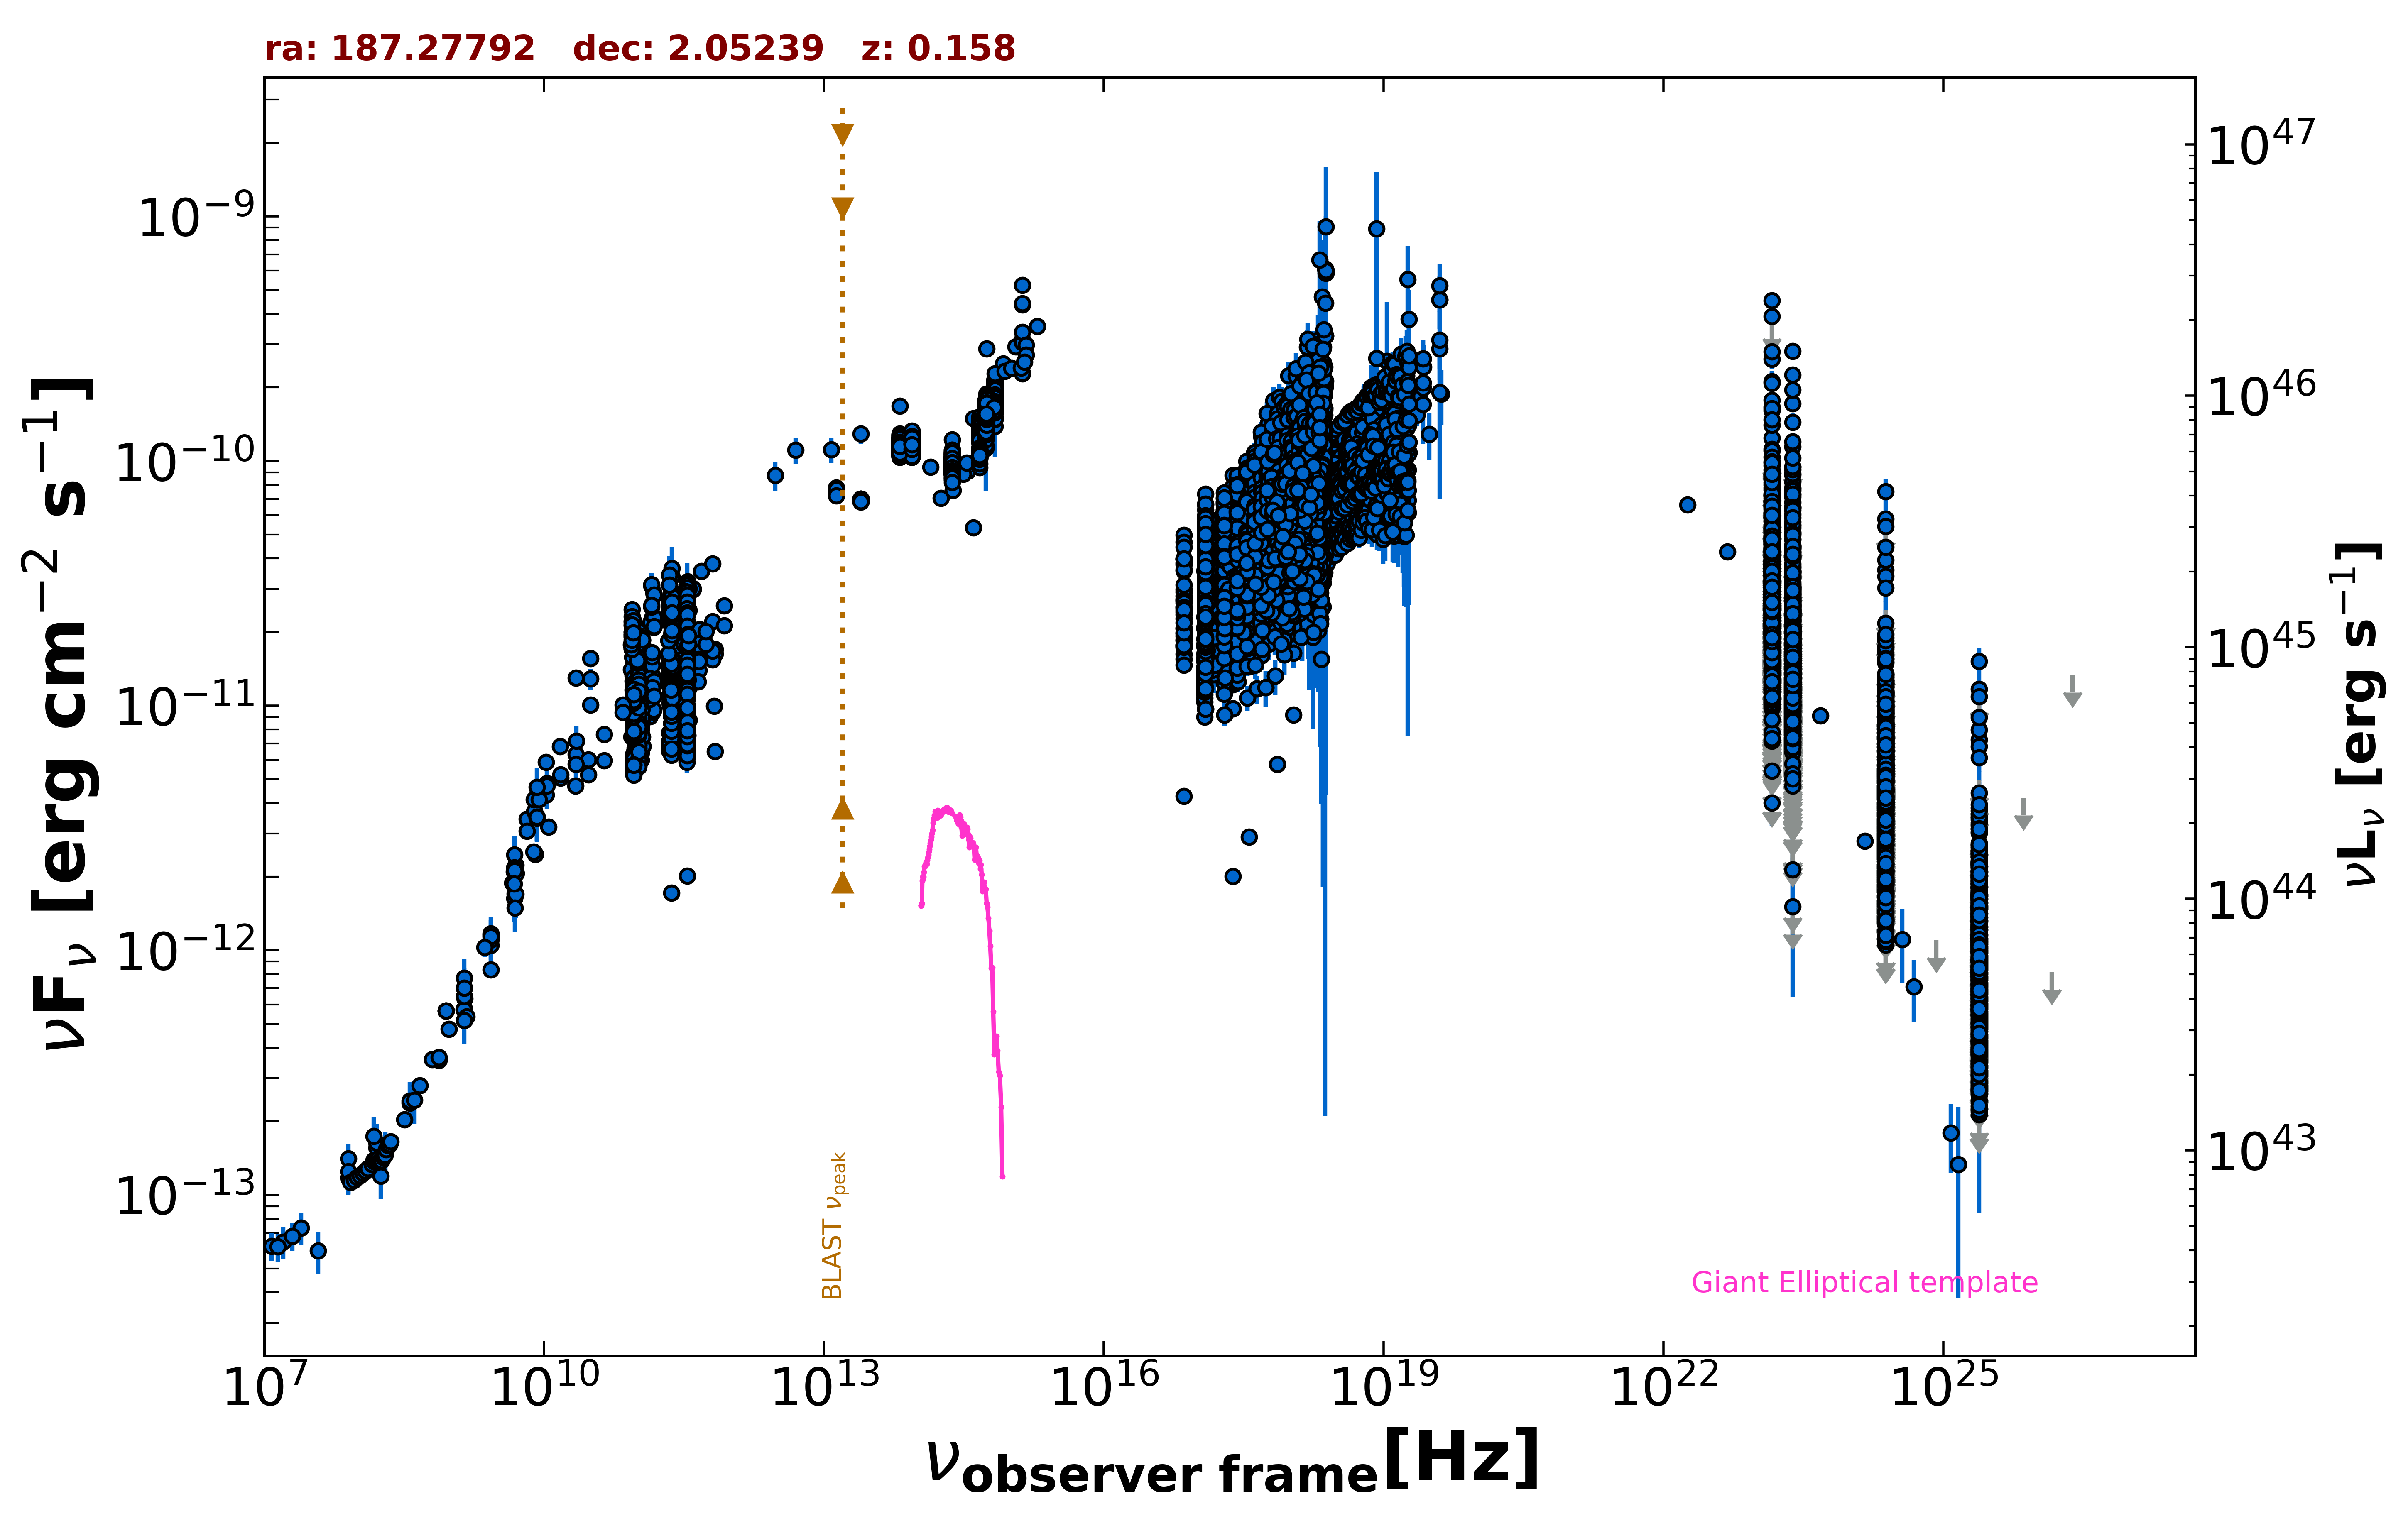 ra: 187.27792   dec: 2.05239   z: 0.158
νF_ν [erg cm⁻² s⁻¹]
10⁻⁹
10⁻¹⁰
10⁻¹¹
10⁻¹²
10⁻¹³
10⁴⁷
10⁴⁶
10⁴⁵
10⁴⁴
10⁴³
νL_ν [erg s⁻¹]
BLAST ν_peak
Giant Elliptical template
10⁷ 10¹⁰ 10¹³ 10¹⁶ 10¹⁹ 10²² 10²⁵
ν_observer frame [Hz]